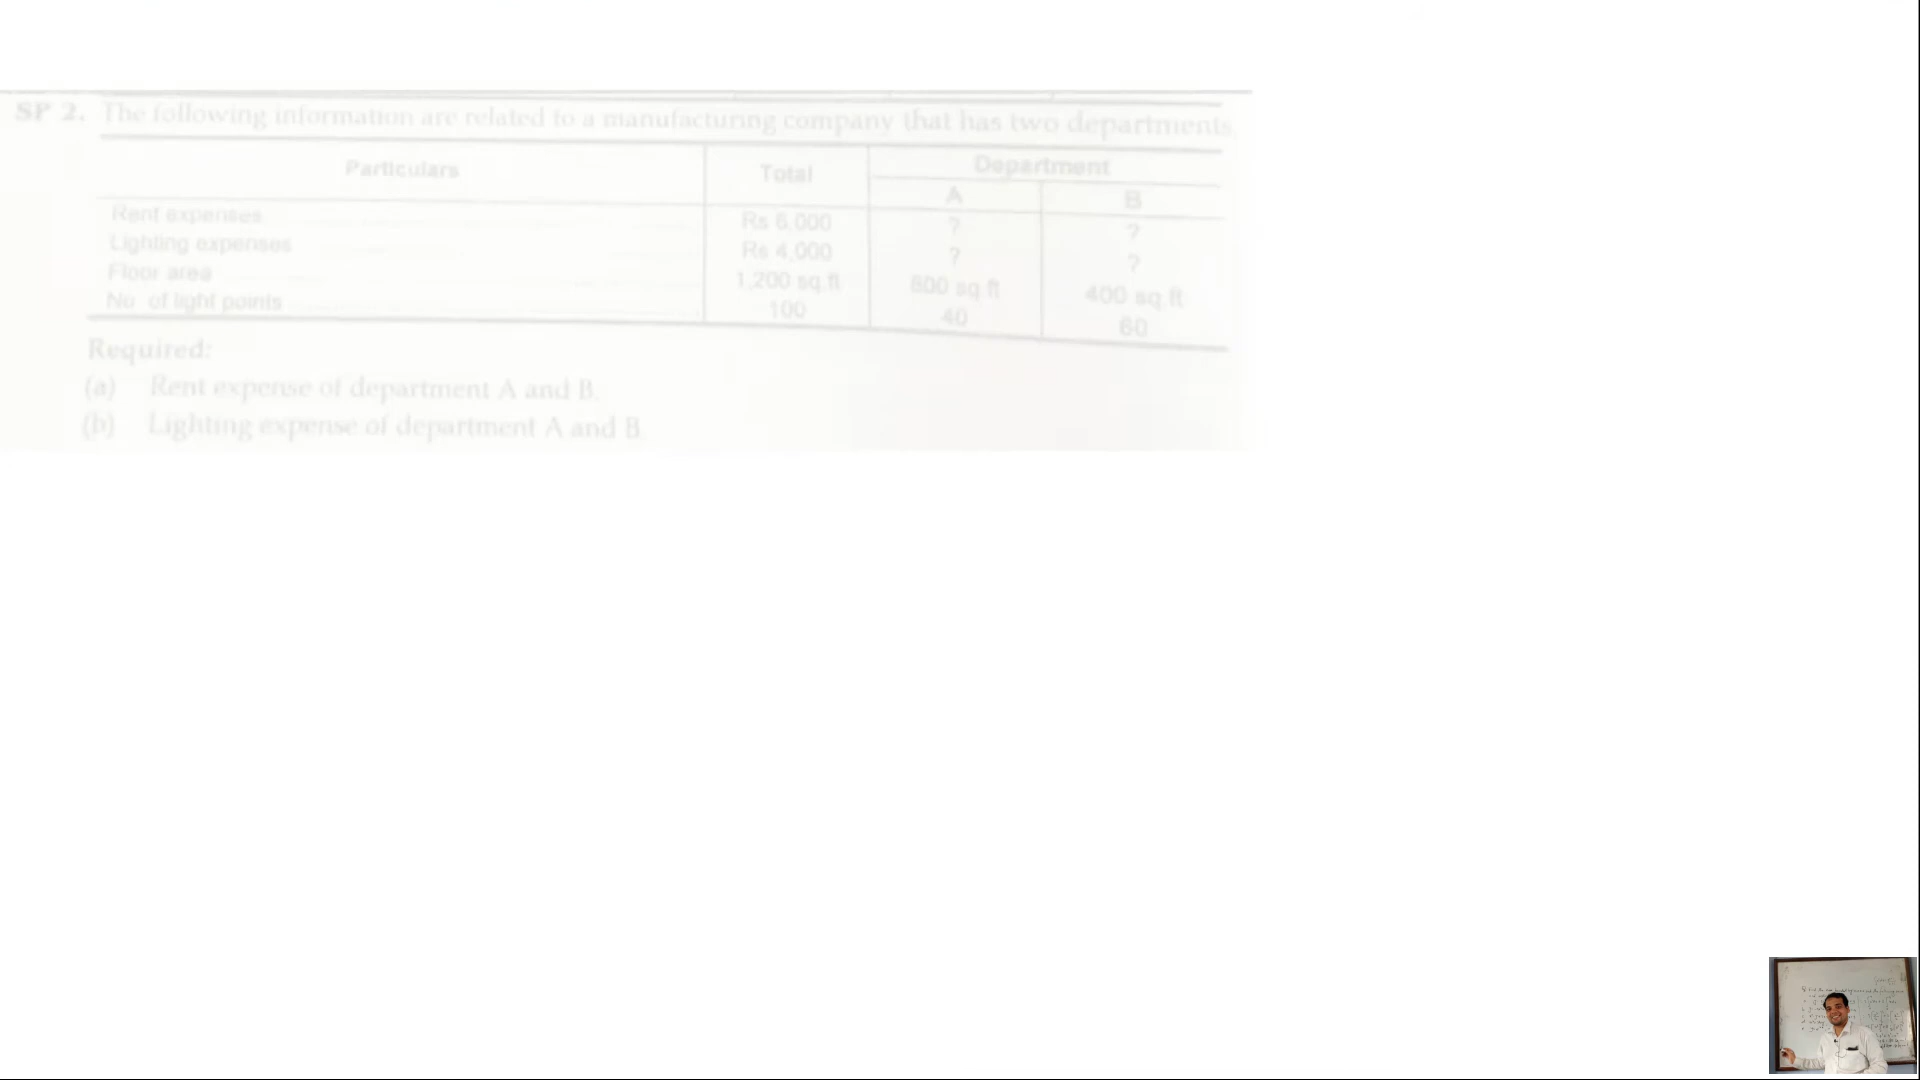 SP 2. The following information are related to a manufacturing company that has two departments.
Particulars Total Department
A B
Rent expenses Rs 6,000 ? ?
Lighting expenses Rs 4,000 ? ?
Floor area 1,200 sq.ft 800 sq.ft 400 sq.ft
No. of light points 100 40 60
Required:
(a) Rent expense of department A and B.
(b) Lighting expense of department A and B.